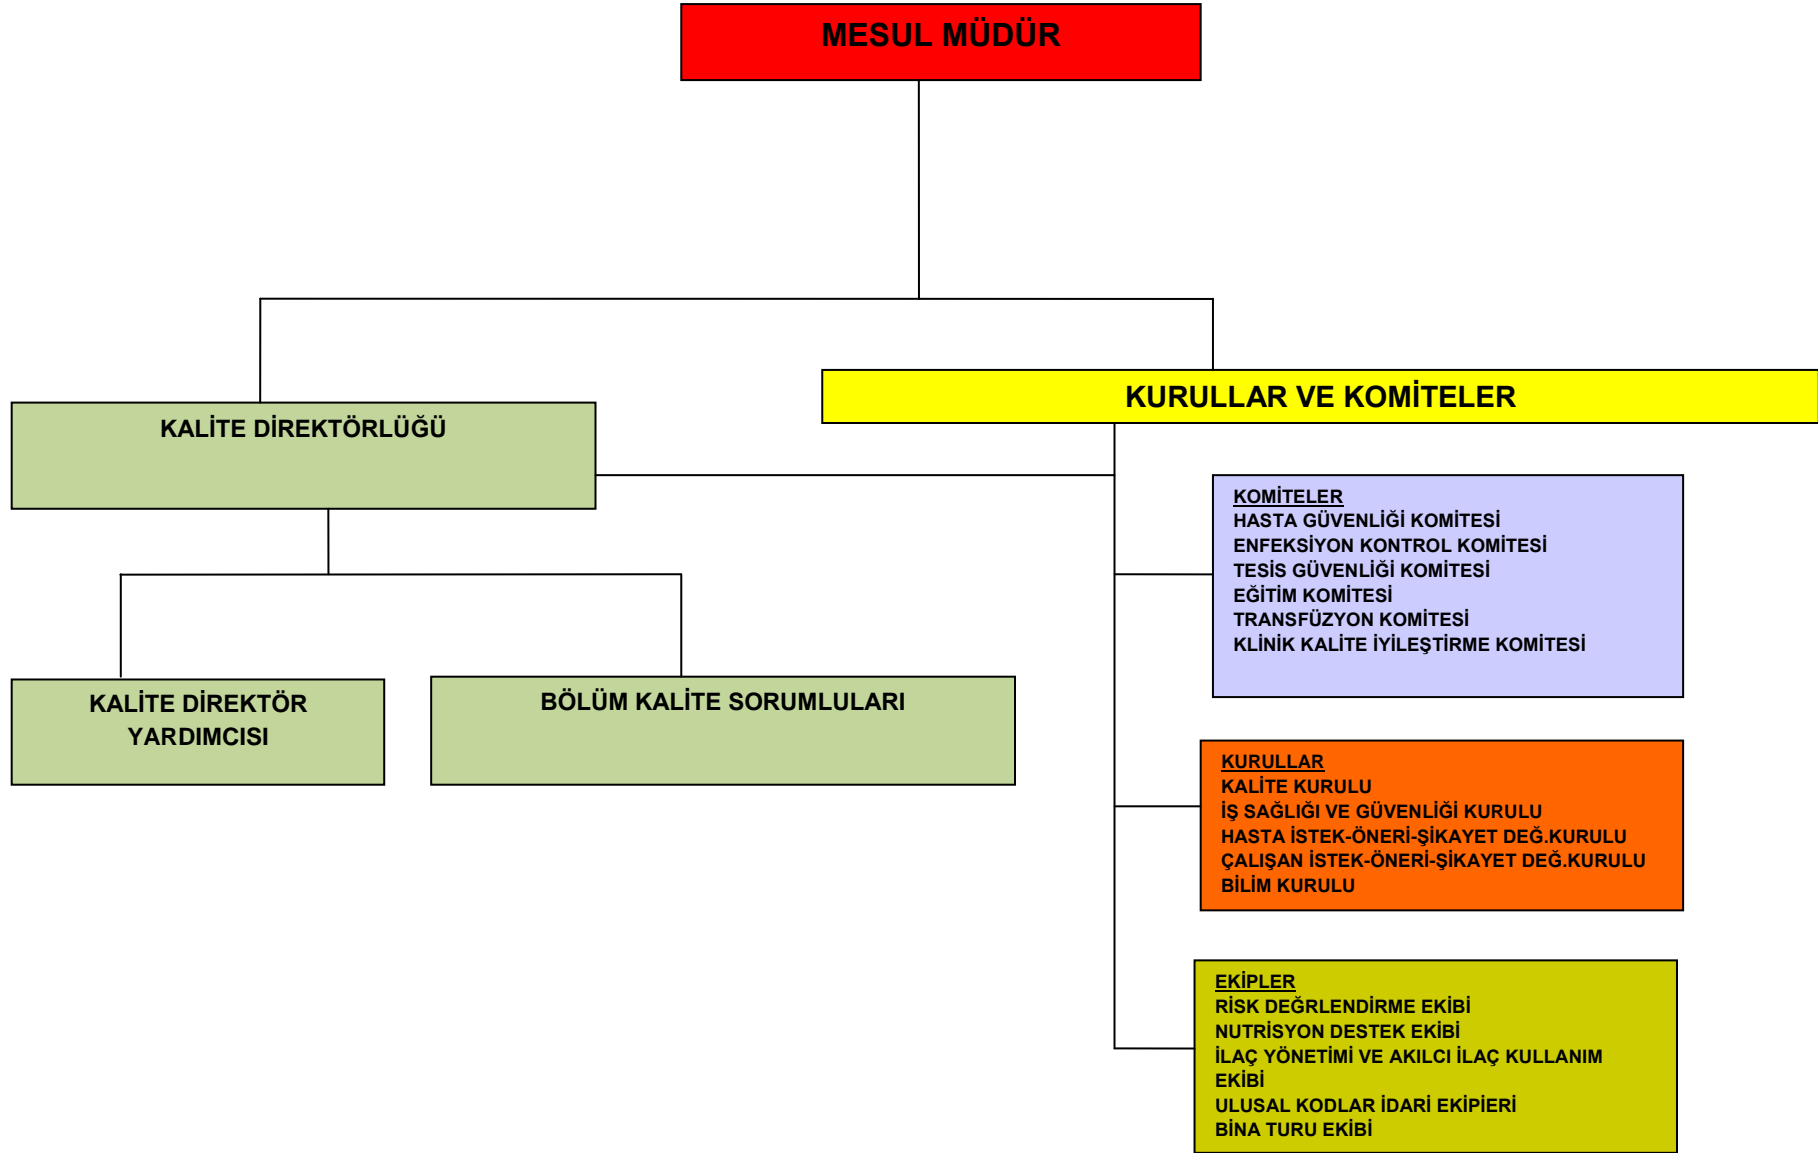 MESUL MÜDÜR
KURULLAR VE KOMİTELER
KALİTE DİREKTÖRLÜĞÜ
KOMİTELER
HASTA GÜVENLİĞİ KOMİTESİ
ENFEKSİYON KONTROL KOMİTESİ
TESİS GÜVENLİĞİ KOMİTESİ
EĞİTİM KOMİTESİ
TRANSFÜZYON KOMİTESİ
KLİNİK KALİTE İYİLEŞTİRME KOMİTESİ
KALİTE DİREKTÖR
YARDIMCISI
BÖLÜM KALİTE SORUMLULARI
KURULLAR
KALİTE KURULU
İŞ SAĞLIĞI VE GÜVENLİĞİ KURULU
HASTA İSTEK-ÖNERİ-ŞİKAYET DEĞ.KURULU
ÇALIŞAN İSTEK-ÖNERİ-ŞİKAYET DEĞ.KURULU
BİLİM KURULU
EKİPLER
RİSK DEĞRLENDİRME EKİBİ
NUTRİSYON DESTEK EKİBİ
İLAÇ YÖNETİMİ VE AKILCI İLAÇ KULLANIM
EKİBİ
ULUSAL KODLAR İDARİ EKIPIERİ
BİNA TURU EKİBİ